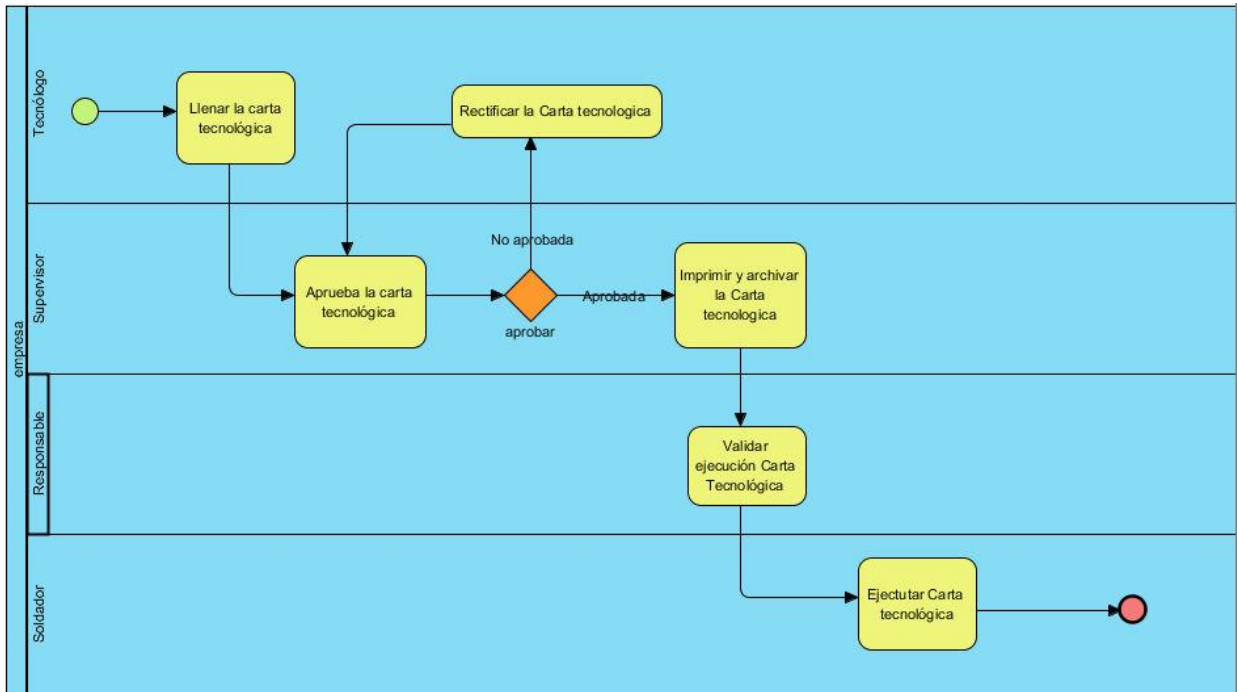 empresa
Tecnólogo
Llenar la carta
tecnológica
Rectificar la Carta tecnologica
Supervisor
Aprueba la carta
tecnológica
No aprobada
aprobar
Aprobada
Imprimir y archivar
la Carta
tecnologica
Responsable
Validar
ejecución Carta
Tecnológica
Soldador
Ejectutar Carta
tecnológica